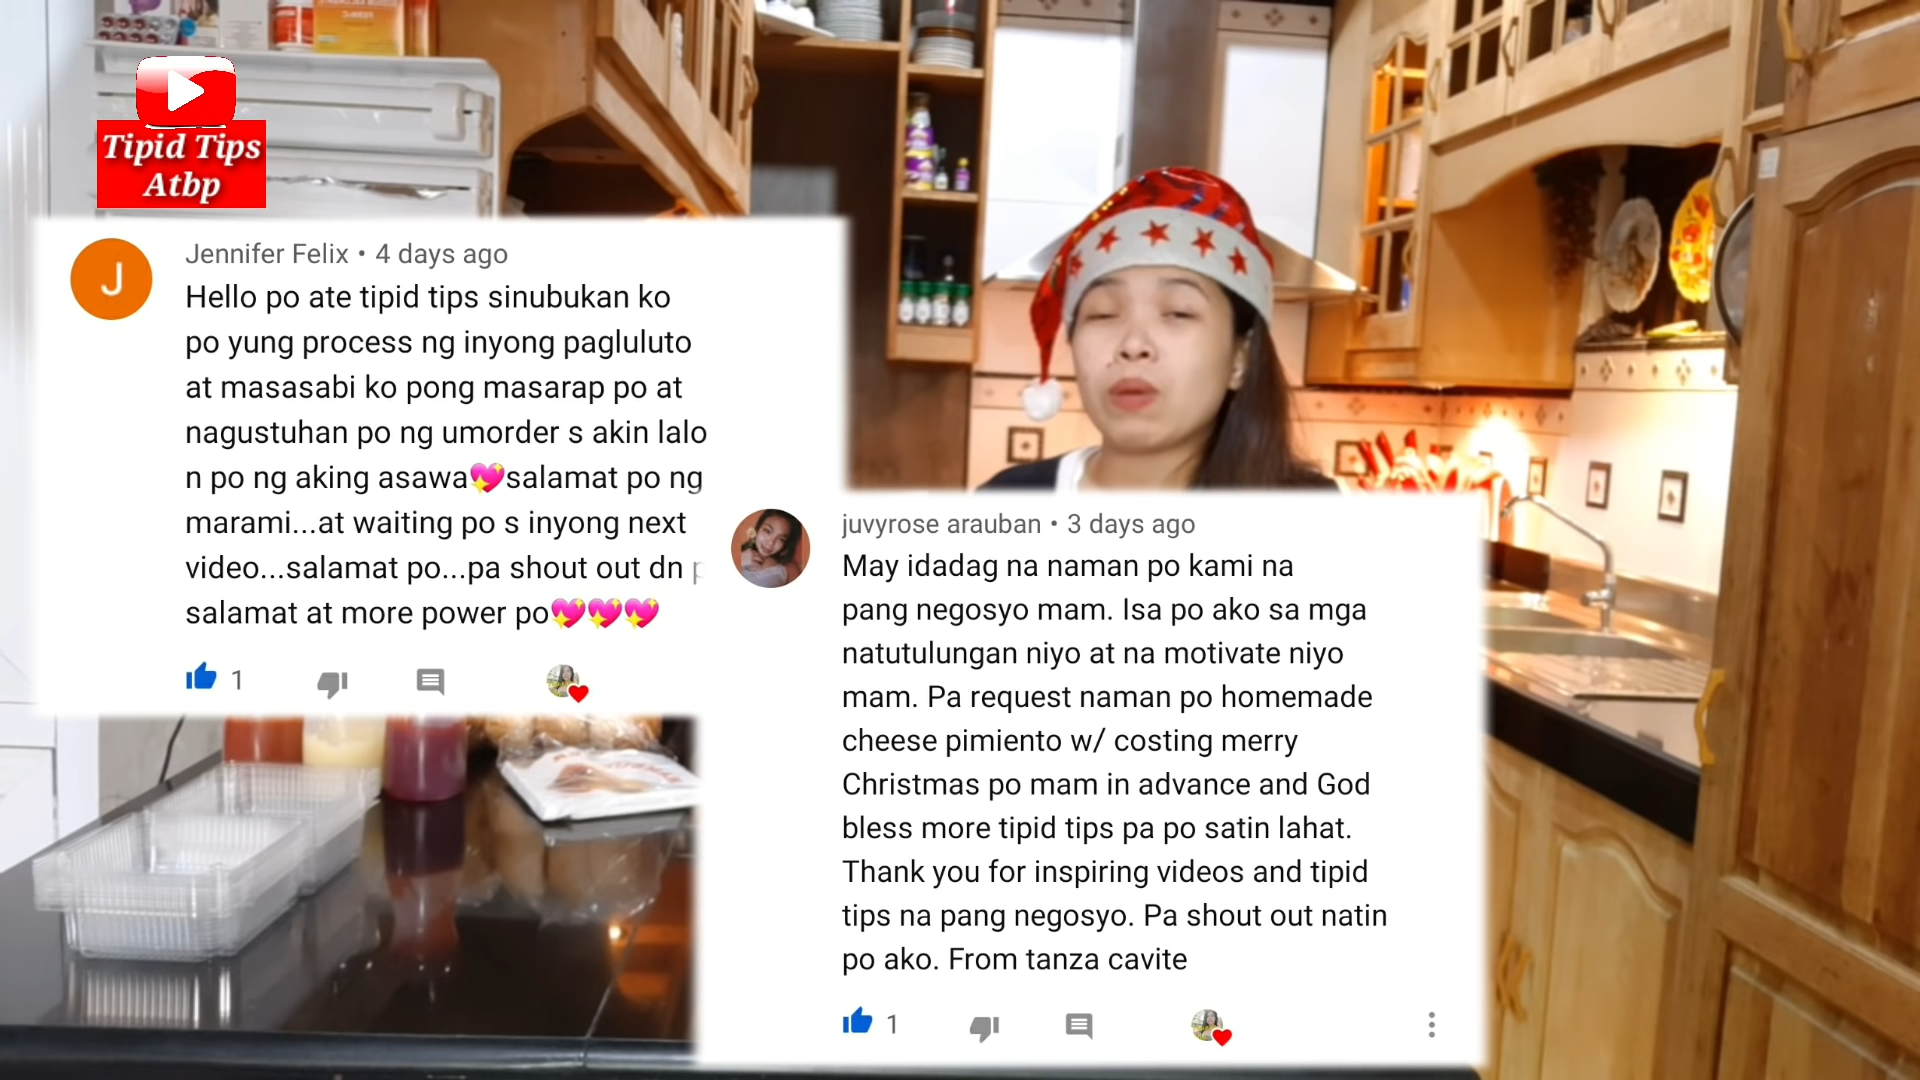 Tipid Tips
Atbp
Jennifer Felix • 4 days ago
J
Hello po ate tipid tips sinubukan ko
po yung process ng inyong pagluluto
at masasabi ko pong masarap po at
nagustuhan po ng umorder s akin lalo
n po ng aking asawa💖salamat po ng
marami...at waiting po s inyong next
video...salamat po...pa shout out dn p
salamat at more power po💖💖💖
1
juvyrose arauban • 3 days ago
May idadag na naman po kami na
pang negosyo mam. Isa po ako sa mga
natutulungan niyo at na motivate niyo
mam. Pa request naman po homemade
cheese pimiento w/ costing merry
Christmas po mam in advance and God
bless more tipid tips pa po satin lahat.
Thank you for inspiring videos and tipid
tips na pang negosyo. Pa shout out natin
po ako. From tanza cavite
1